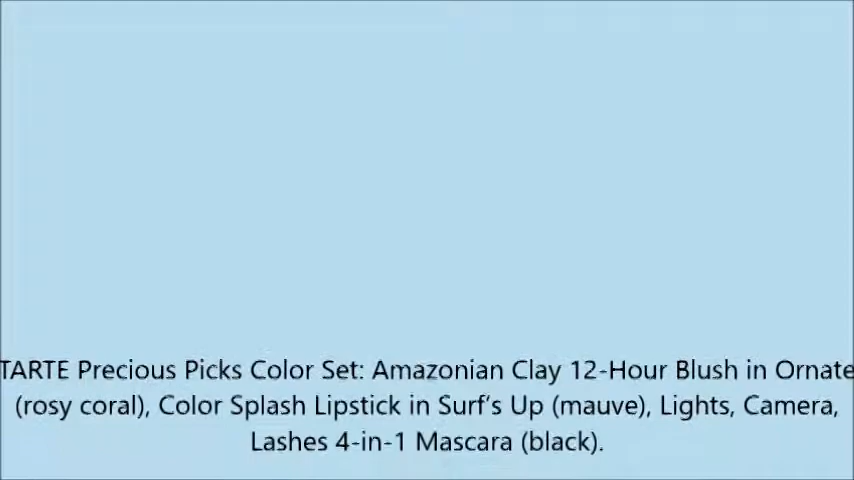 TARTE Precious Picks Color Set: Amazonian Clay 12-Hour Blush in Ornate
(rosy coral), Color Splash Lipstick in Surf's Up (mauve), Lights, Camera,
Lashes 4-in-1 Mascara (black).